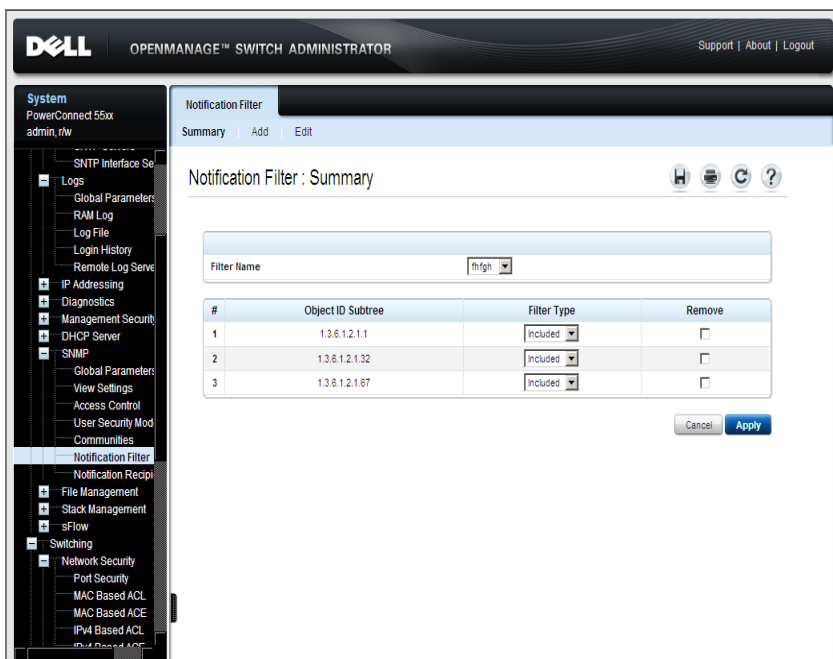 DELL OPENMANAGE™ SWITCH ADMINISTRATOR Support | About | Logout
System
PowerConnect 55xx
admin, r/w
SNTP Interface Se
Logs
Global Parameters
RAM Log
Log File
Login History
Remote Log Serve
IP Addressing
Diagnostics
Management Securit
DHCP Server
SNMP
Global Parameters
View Settings
Access Control
User Security Mod
Communities
Notification Filter
Notification Recipi
File Management
Stack Management
sFlow
Switching
Network Security
Port Security
MAC Based ACL
MAC Based ACE
IPv4 Based ACL
Notification Filter
Summary Add Edit
Notification Filter : Summary
Filter Name fhfgh
# Object ID Subtree Filter Type Remove
1 1.3.6.1.2.1.1 Included
2 1.3.6.1.2.1.32 Included
3 1.3.6.1.2.1.67 Included
Cancel Apply